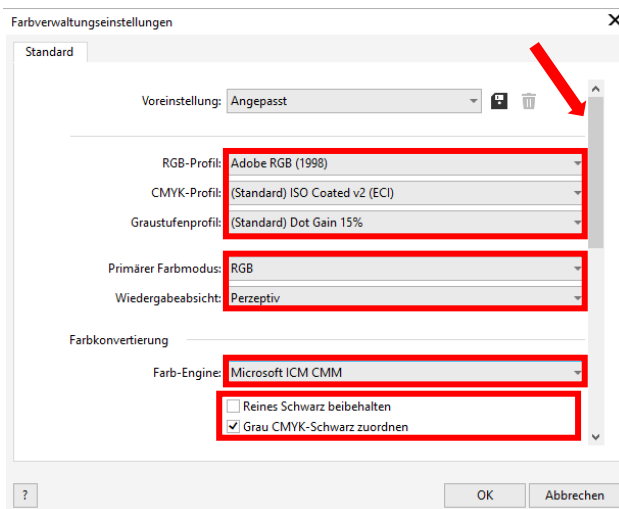 Farbverwaltungseinstellungen
Standard
Voreinstellung: Angepasst
RGB-Profil: Adobe RGB (1998)
CMYK-Profil: (Standard) ISO Coated v2 (ECI)
Graustufenprofil: (Standard) Dot Gain 15%
Primärer Farbmodus: RGB
Wiedergabeabsicht: Perzeptiv
Farbkonvertierung
Farb-Engine: Microsoft ICM CMM
Reines Schwarz beibehalten
Grau CMYK-Schwarz zuordnen
? OK Abbrechen